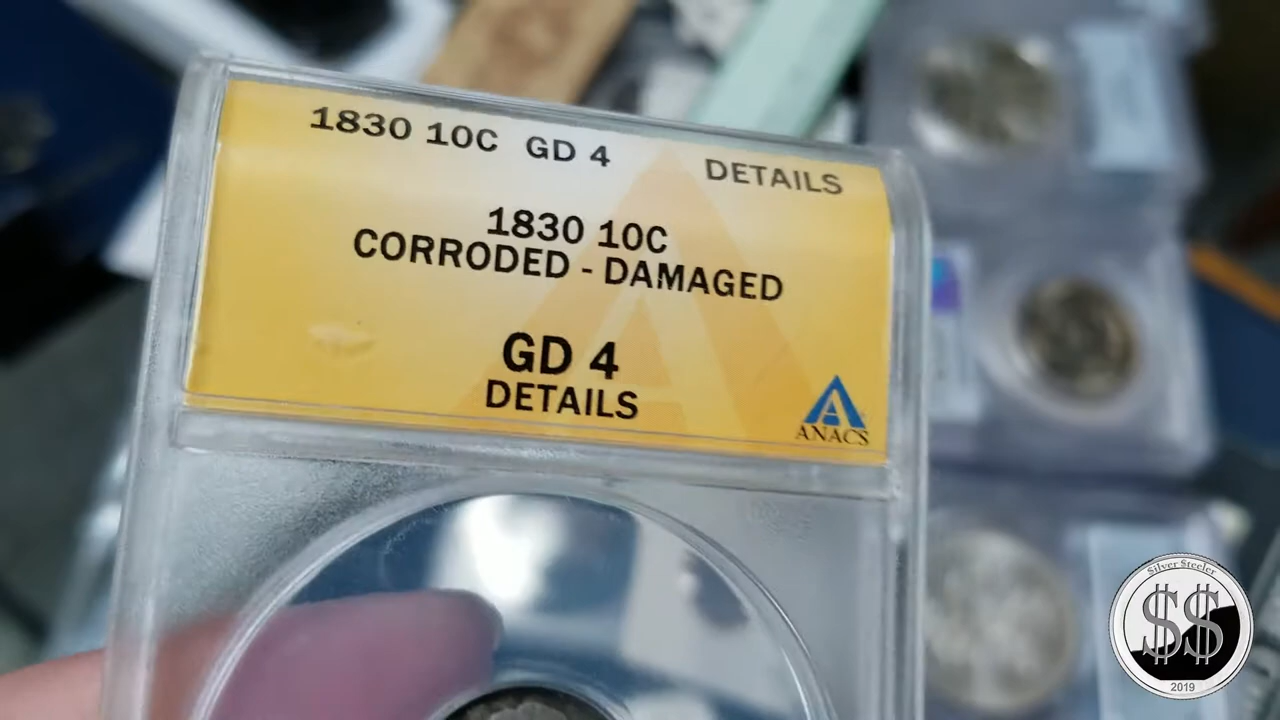 1830 10C GD 4 DETAILS
1830 10C
CORRODED - DAMAGED
GD 4
DETAILS
ANACS
Silver Steeler
$$
2019